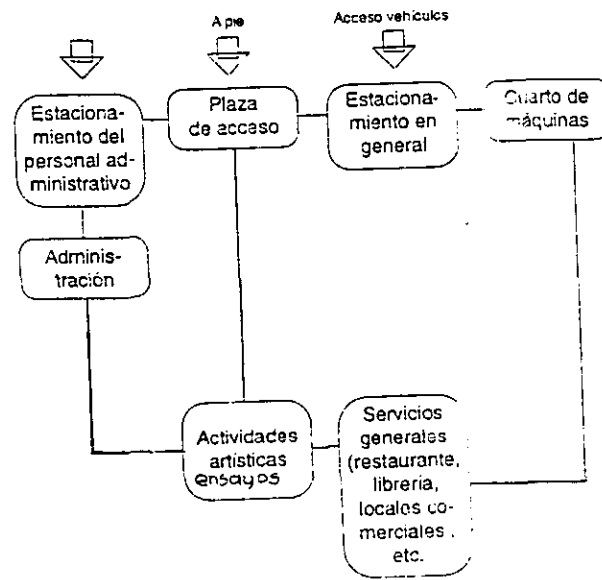 A pie
Acceso vehículos
Estaciona-
miento del
personal ad-
ministrativo
Plaza
de acceso
Estaciona-
miento en
general
Cuarto de
máquinas
Adminis-
tración
Actividades
artísticas
ensayos
Servicios
generales
(restaurante,
librería,
locales co-
merciales .
etc.